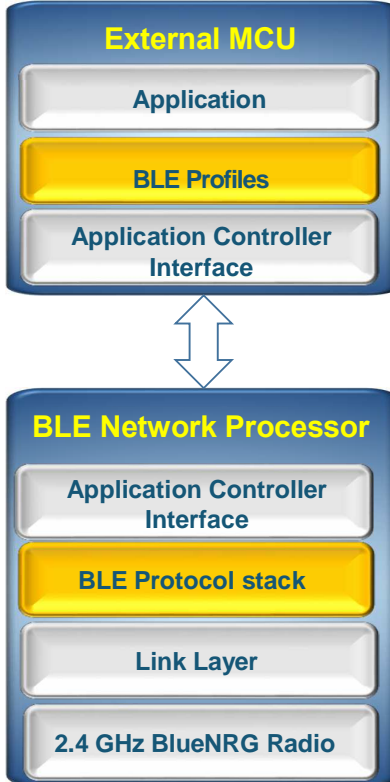 External MCU
Application
BLE Profiles
Application Controller
Interface
BLE Network Processor
Application Controller
Interface
BLE Protocol stack
Link Layer
2.4 GHz BlueNRG Radio